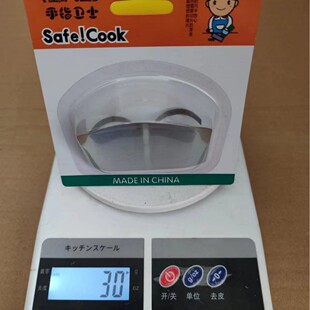 手指卫士
Safe!Cook
MADE IN CHINA
キッチンスケール
30
g/oz
开/关
单位
去皮